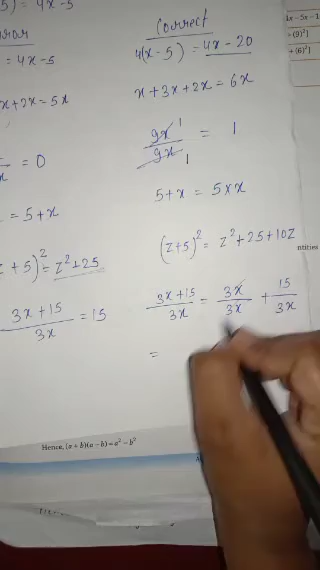 5) = 4x-5
Correct
= 4x-5
4(x-5) = 4x-20
x+2x = 5x
x+3x+2x = 6x
= 0
9x/9x 1 1 = 1
= 5+x
5+x = 5×x
z+5)² = z²+25
(z+5)² = z²+25+10z
3x+15/3x = 15
3x+15/3x = 3x/3x + 15/3x
=
Hence, (a + b)(a − b) = a² − b²